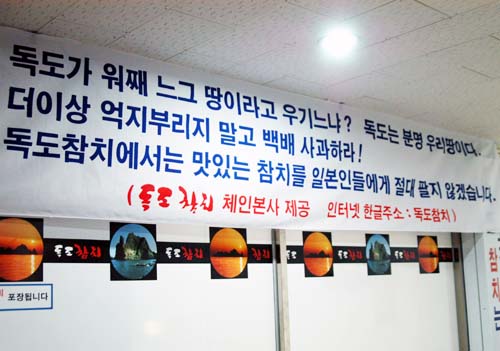 독도가 워째 느그 땅이라고 우기느냐? 독도는 분명 우리땅이다.
더이상 억지부리지 말고 백배 사과하라!
독도참치에서는 맛있는 참치를 일본인들에게 절대 팔지 않겠습니다.
(독도참치 체인본사 제공 인터넷 한글주소 : 독도참치)
독도참치 독도참치 독도참치
포장됩니다
참
치
는